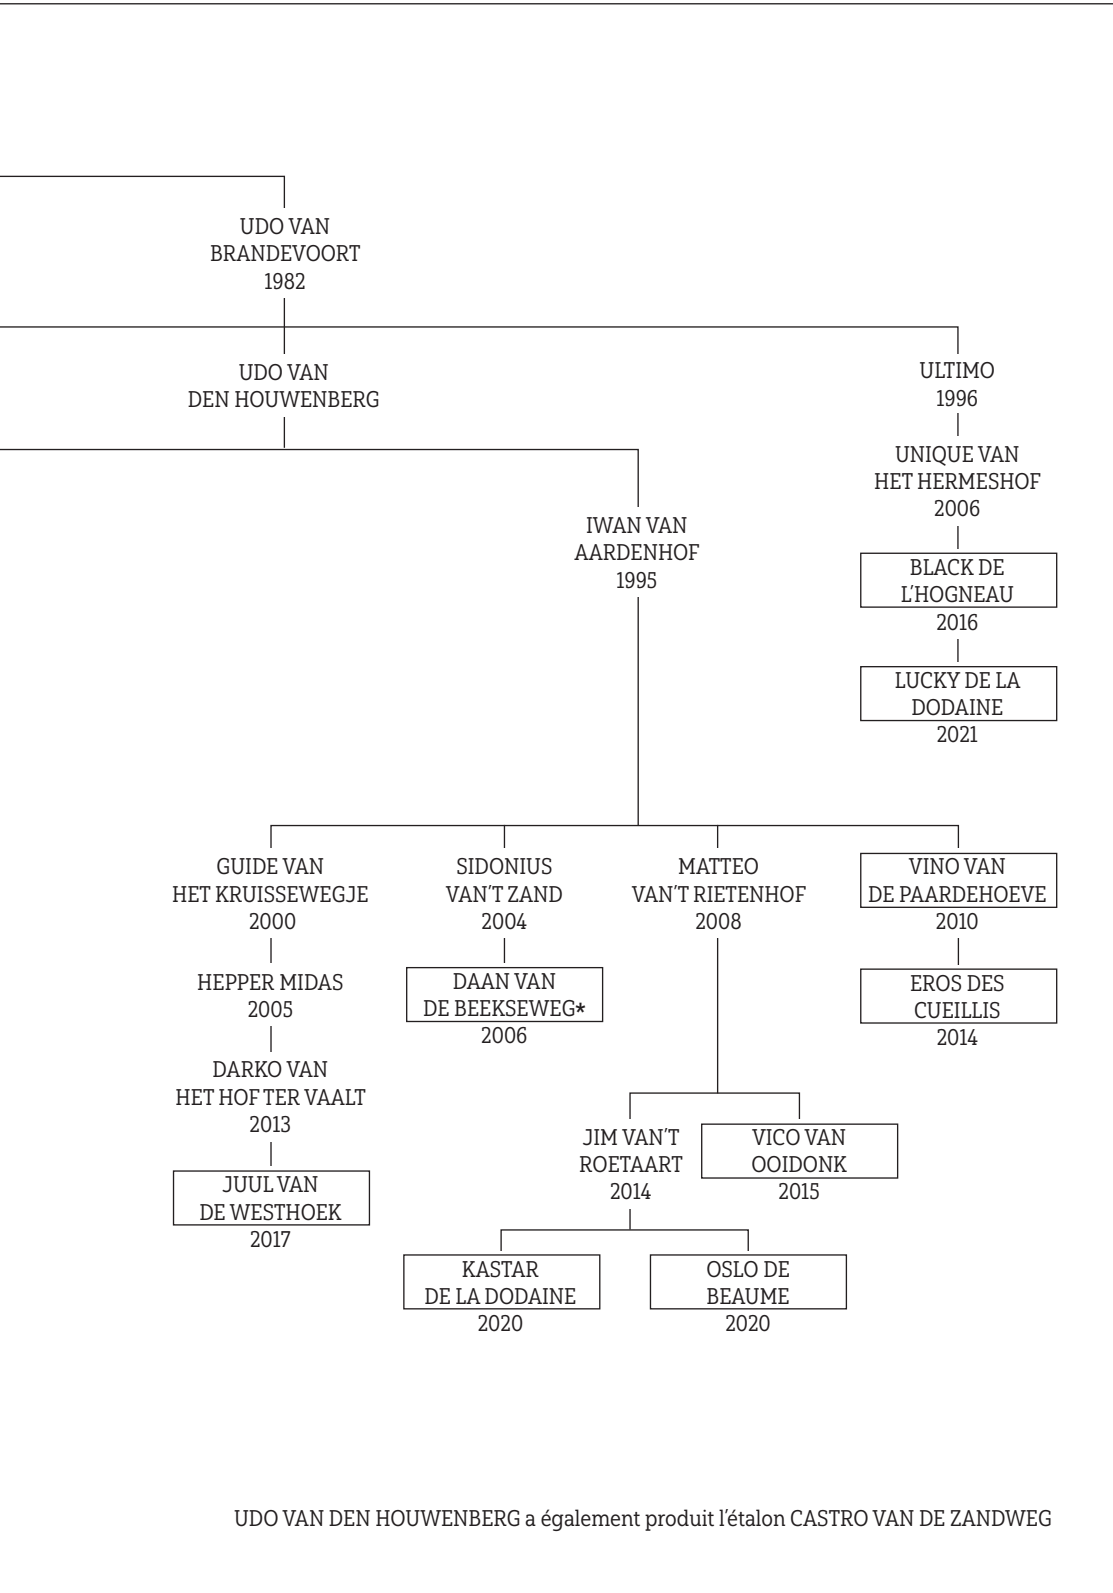 UDO VAN
BRANDEVOORT
1982
UDO VAN
DEN HOUWENBERG
ULTIMO
1996
UNIQUE VAN
HET HERMESHOF
2006
BLACK DE
L'HOGNEAU
2016
LUCKY DE LA
DODAINE
2021
IWAN VAN
AARDENHOF
1995
GUIDE VAN
HET KRUISSEWEGJE
2000
HEPPER MIDAS
2005
DARKO VAN
HET HOF TER VAALT
2013
JUUL VAN
DE WESTHOEK
2017
SIDONIUS
VAN'T ZAND
2004
DAAN VAN
DE BEEKSEWEG*
2006
MATTEO
VAN'T RIETENHOF
2008
JIM VAN'T
ROETAART
2014
KASTAR
DE LA DODAINE
2020
OSLO DE
BEAUME
2020
VICO VAN
OOIDONK
2015
VINO VAN
DE PAARDEHOEVE
2010
EROS DES
CUEILLIS
2014
UDO VAN DEN HOUWENBERG a également produit l'étalon CASTRO VAN DE ZANDWEG